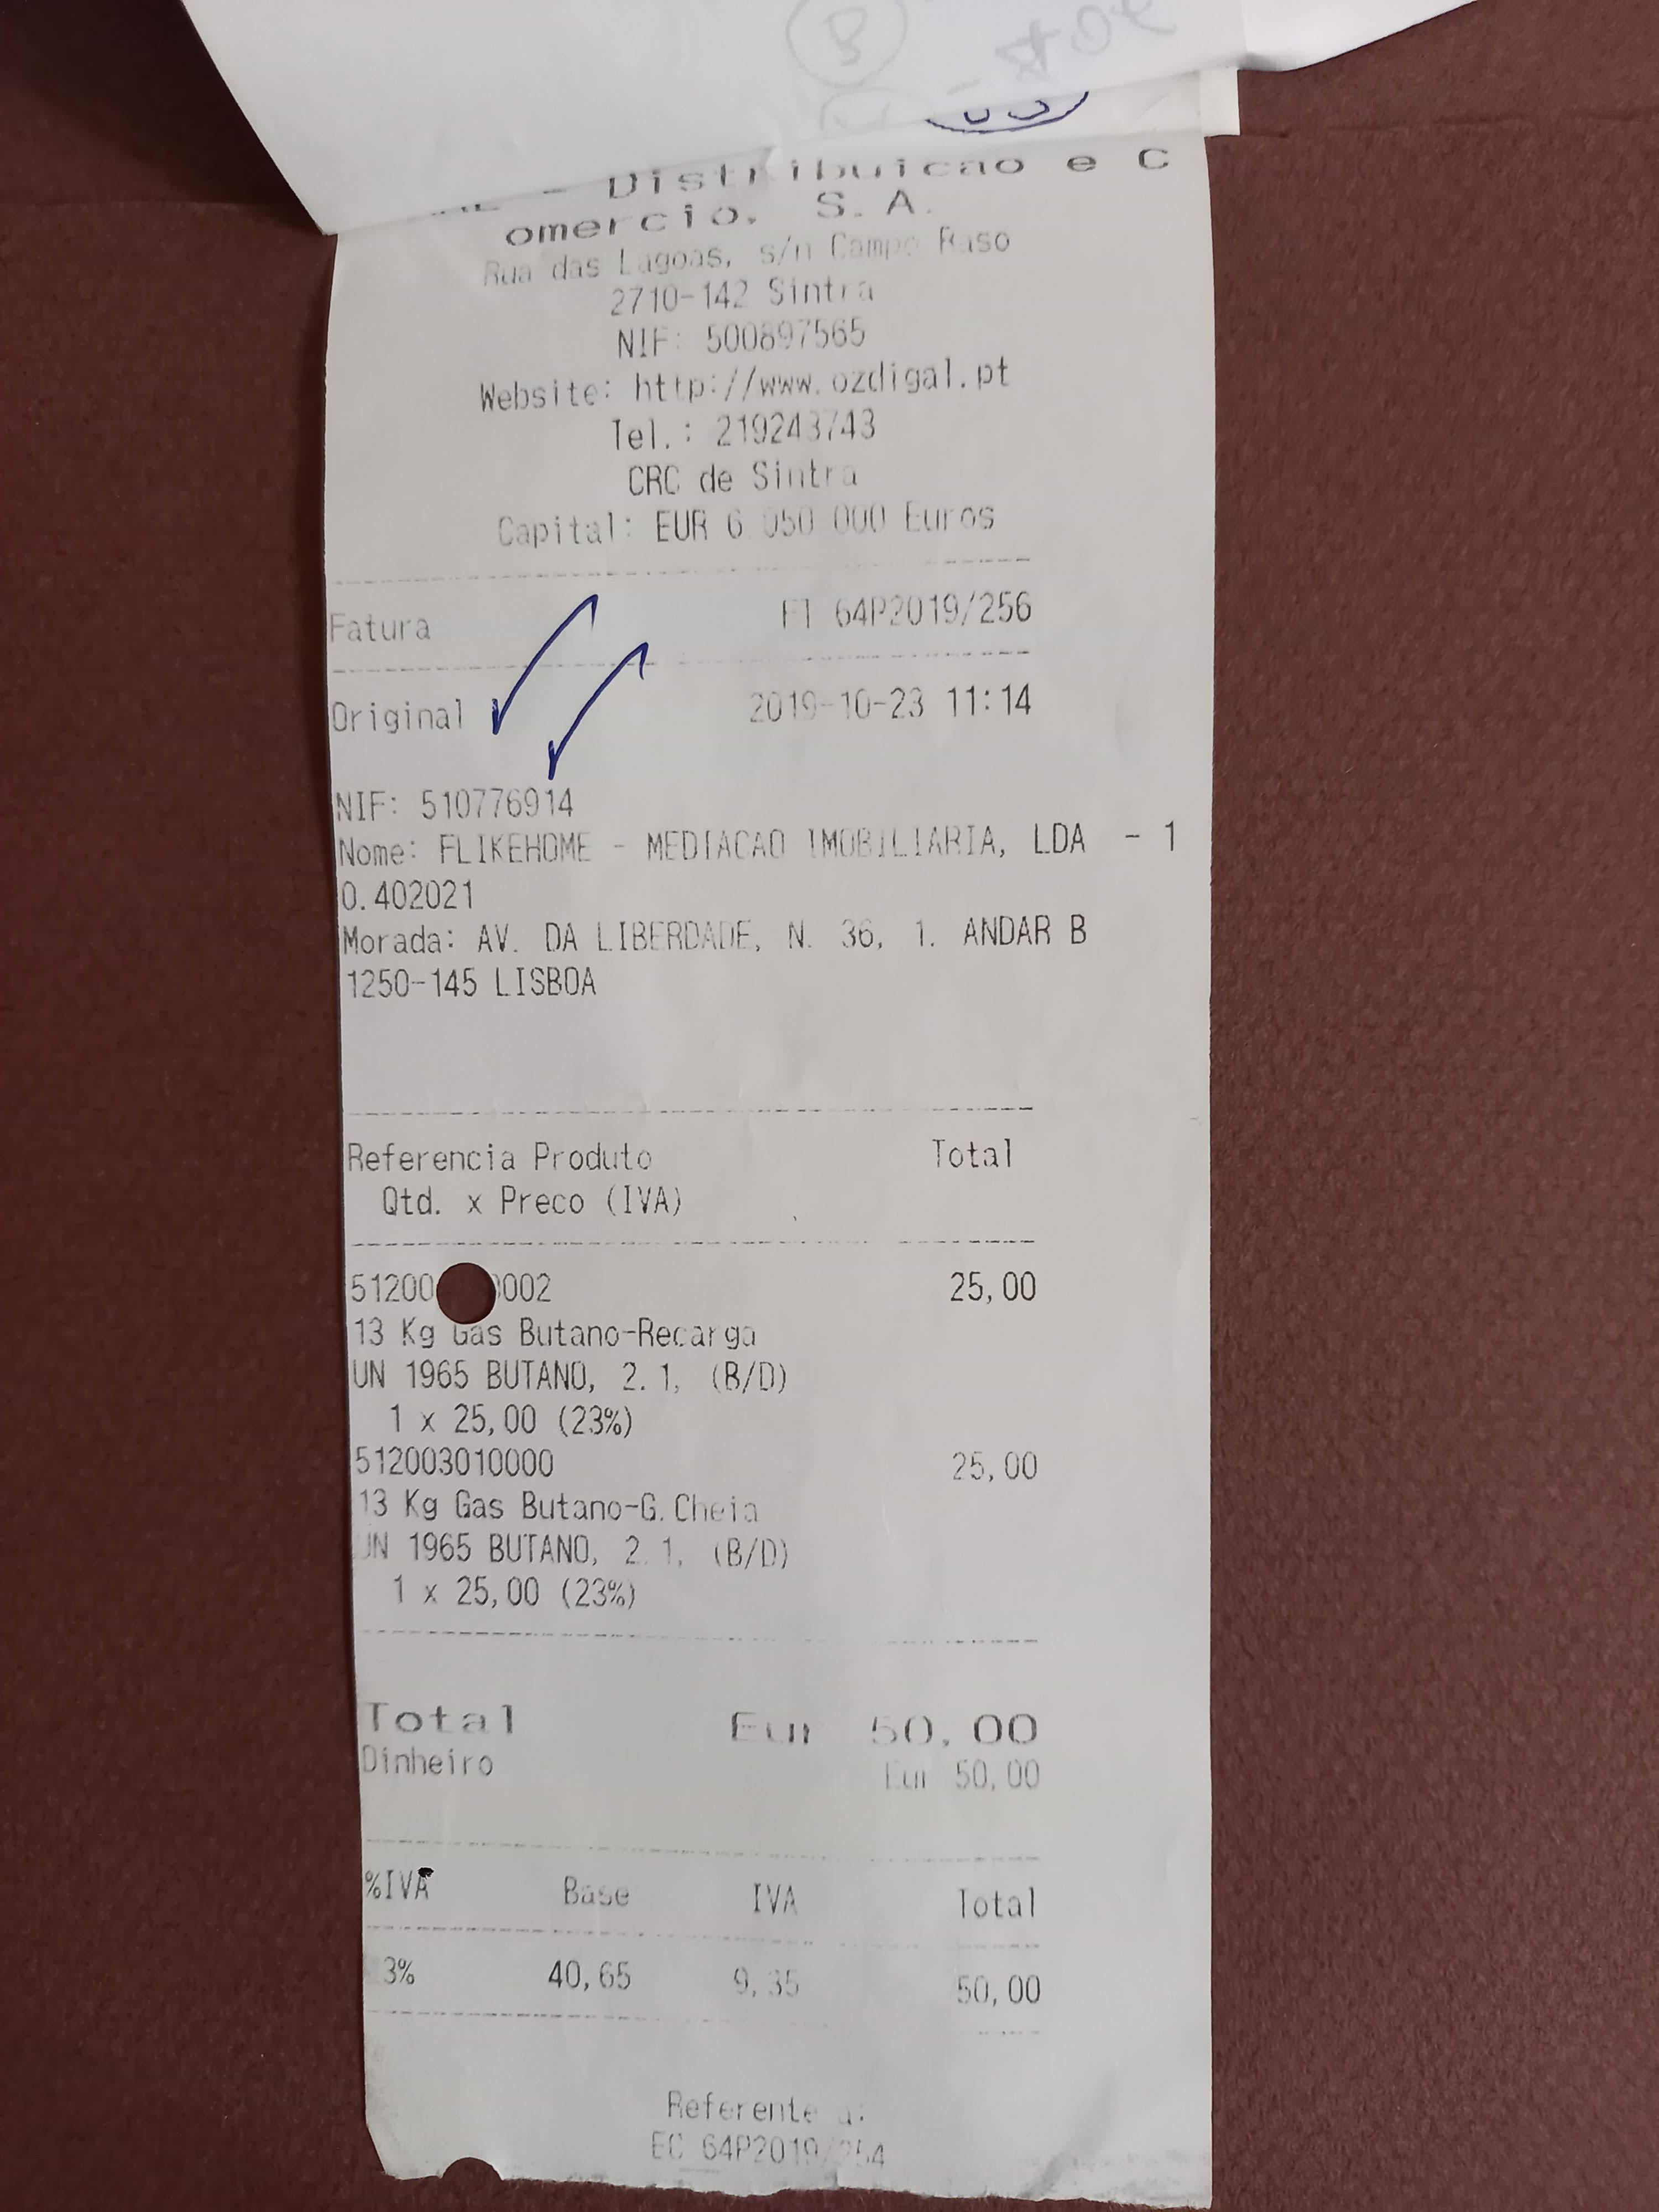 - Distribuicao e C
omercio, S.A.
Rua das Lagoas, s/n Campo Raso
2710-142 Sintra
NIF: 500897565
Website: http://www.ozdigal.pt
Tel.: 219243743
CRC de Sintra
Capital: EUR 6 050 000 Euros
Fatura FT 64P2019/256
Original 2019-10-23 11:14
NIF: 510776914
Nome: FLIKEHOME - MEDIACAO IMOBILIARIA, LDA - 1
0.402021
Morada: AV. DA LIBERDADE, N. 36, 1. ANDAR B
1250-145 LISBOA
Referencia Produto Total
Qtd. x Preco (IVA)
51200 002 25,00
13 Kg Gas Butano-Recarga
UN 1965 BUTANO, 2.1, (B/D)
1 x 25,00 (23%)
512003010000 25,00
13 Kg Gas Butano-G.Cheia
UN 1965 BUTANO, 2.1, (B/D)
1 x 25,00 (23%)
Total Eur 50,00
Dinheiro Eur 50,00
%IVA Base IVA Total
3% 40,65 9,35 50,00
Referente a:
EC 64P2019/254